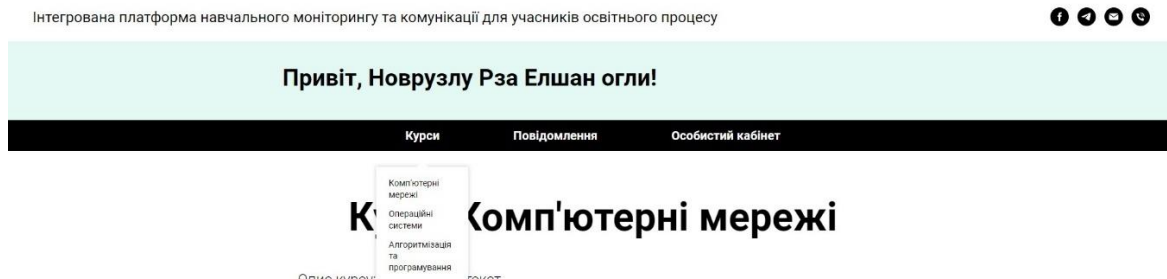 Інтегрована платформа навчального моніторингу та комунікації для учасників освітнього процесу
Привіт, Новрузлу Рза Елшан огли!
Курси Повідомлення Особистий кабінет
Комп'ютерні
мережі
Операційні
системи
Алгоритмізація
та
програмування
Комп'ютерні мережі